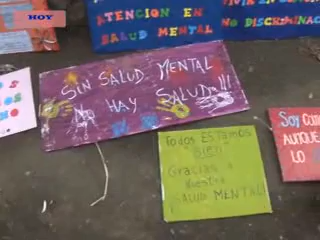 HOY
ATENCION EN
SALUD MENTAL
NO DISCRIMINAC
SIN SALUD MENTAL
NO HAY SALUD!!!
Todos ESTamos
BIEN
Gracias a
Nuestra
SALUD MENTAL!
SOY
AUNQUE
LO